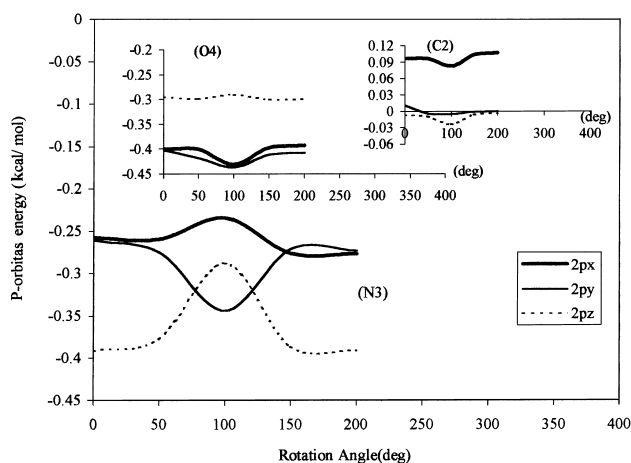 0
-0.05
-0.1
-0.15
-0.2
-0.25
-0.3
-0.35
-0.4
-0.45
P-orbitas energy (kcal/ mol)
0 50 100 150 200 250 300 350 400
Rotation Angle(deg)
(O4)
-0.2
-0.3
-0.4
-0.45
0 50 100 150 200 250 300 350 400
(deg)
(C2)
0.12
0.09
0.06
0.03
0
-0.03
-0.06
0 100 200 300 400
(deg)
(N3)
2px
2py
2pz